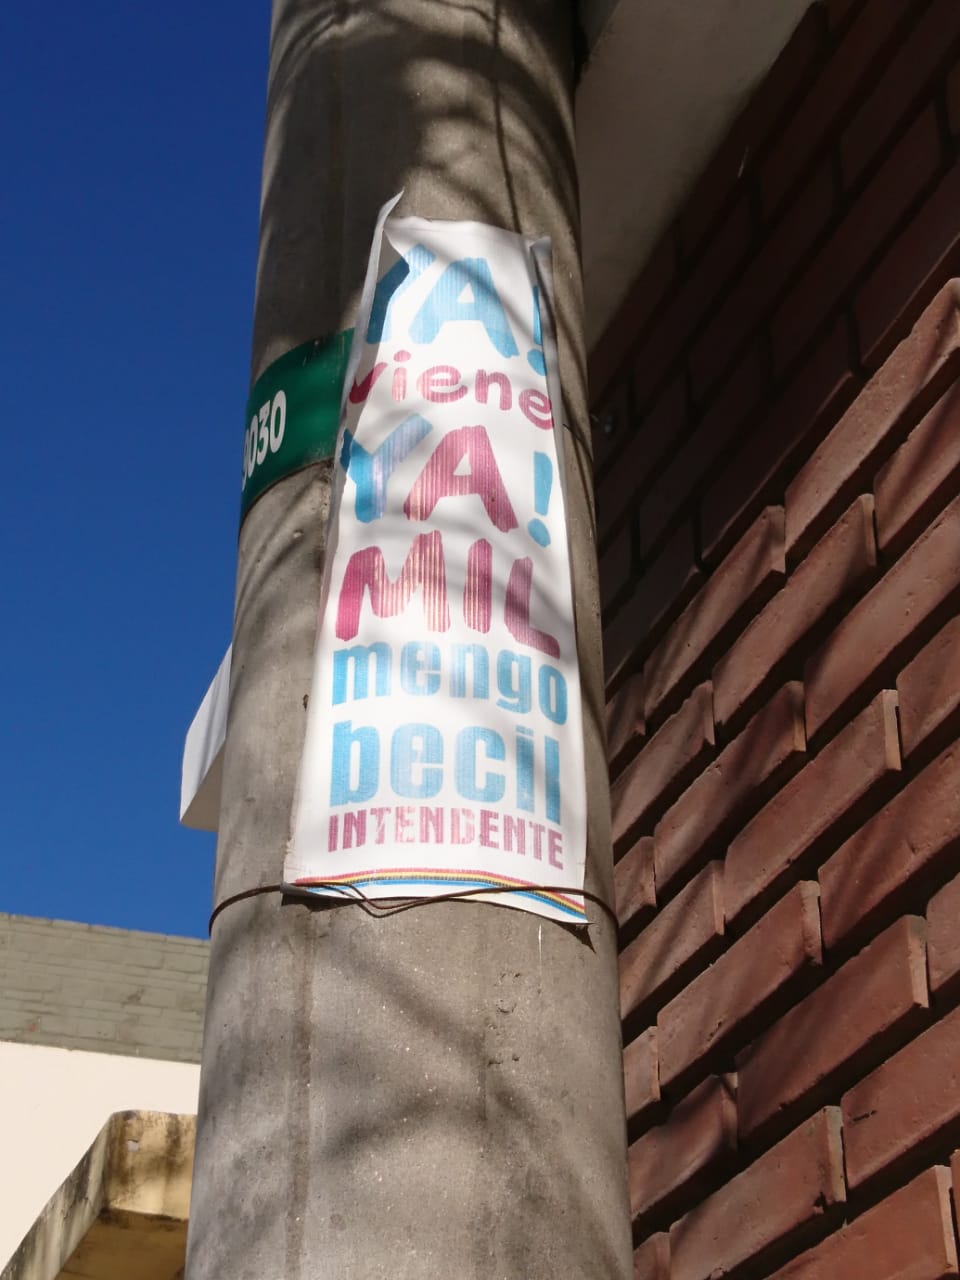 YA!
viene
YA!
MIL
mengo
becil
INTENDENTE